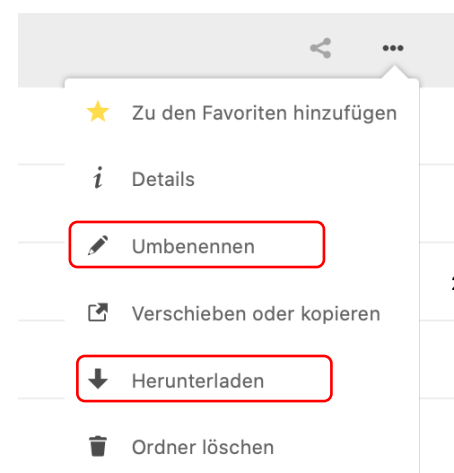 Zu den Favoriten hinzufügen
Details
Umbenennen
Verschieben oder kopieren
Herunterladen
Ordner löschen